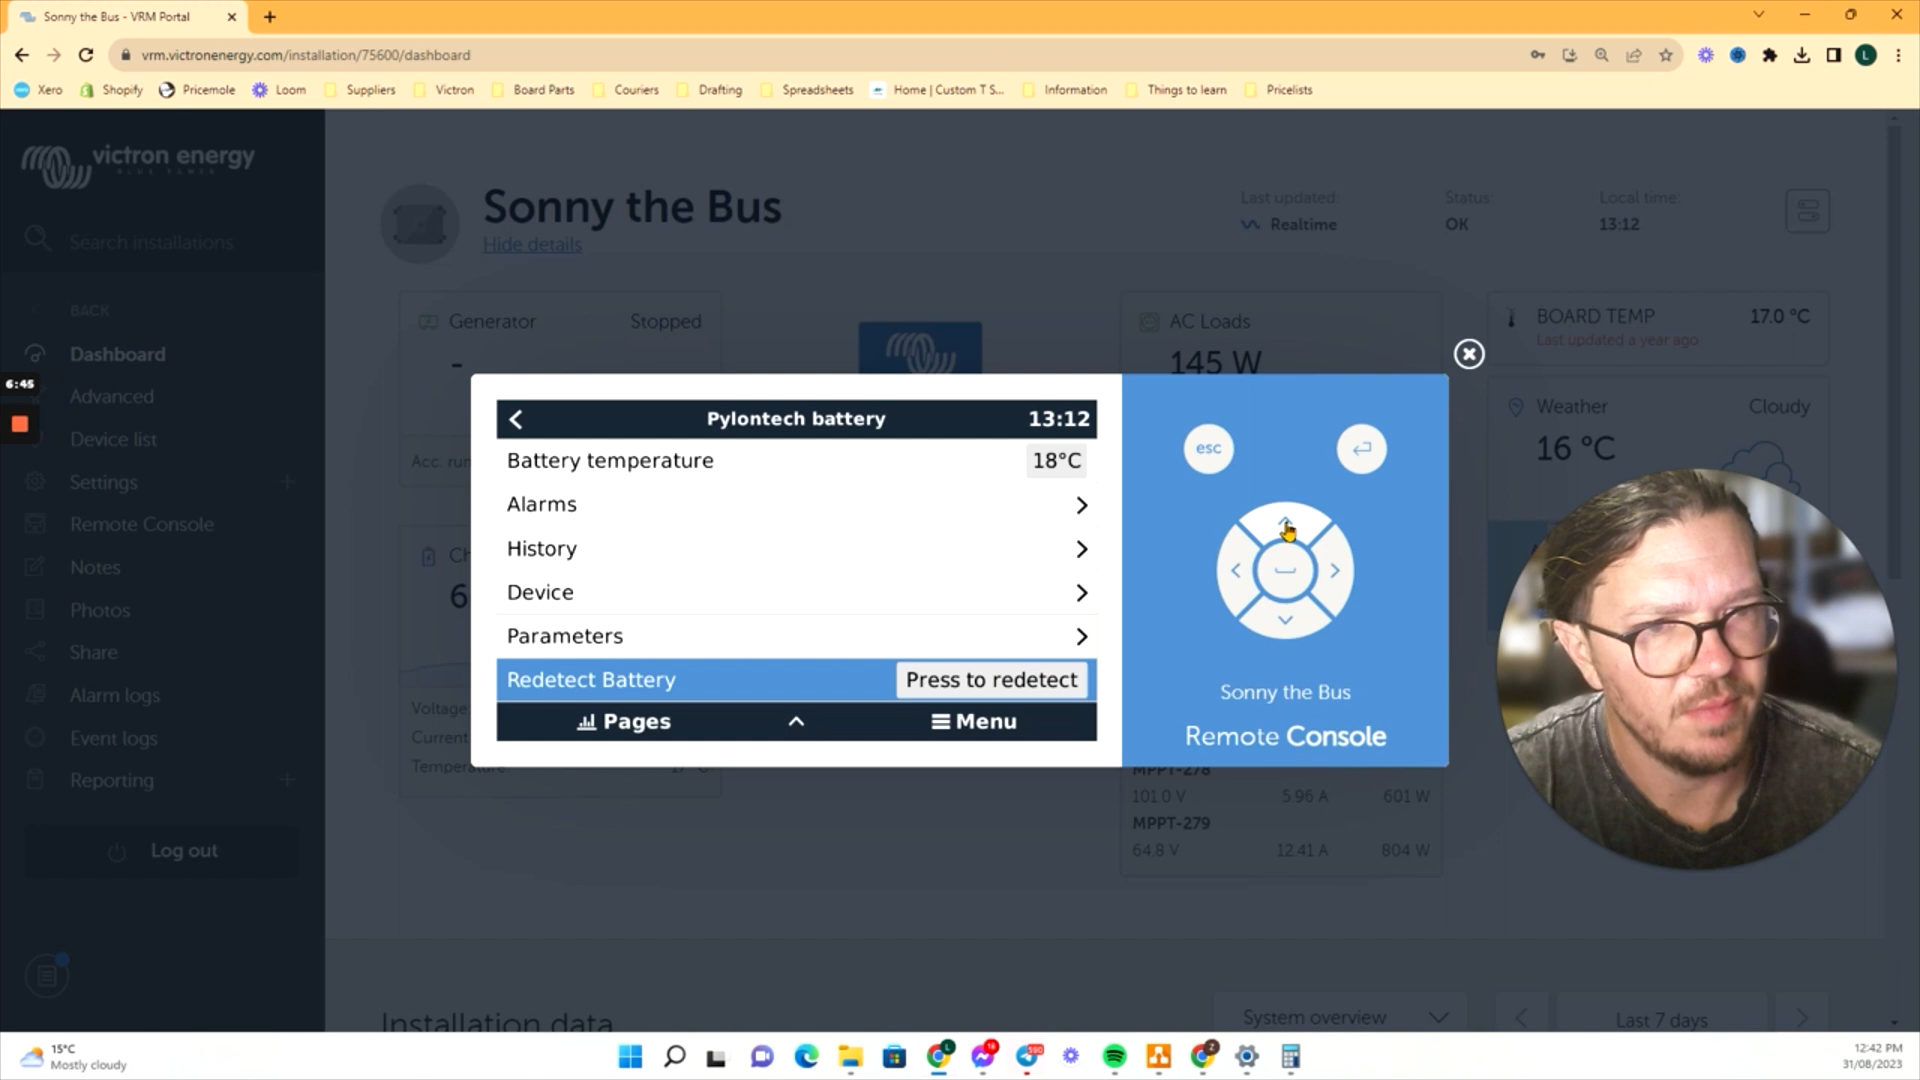 Sonny the Bus - VRM Portal
vrm.victronenergy.com/installation/75600/dashboard
L
Xero
Shopify
Pricemole
Loom
Suppliers
Victron
Board Parts
Couriers
Drafting
Spreadsheets
Home | Custom T S...
Information
Things to learn
Pricelists
victron energy
BLUE POWER
Search installations
BACK
Dashboard
Advanced
Device list
Settings
Remote Console
Notes
Photos
Share
Alarm logs
Event logs
Reporting
Log out
6:45
Sonny the Bus
Hide details
Last updated:
Realtime
Status:
OK
Local time:
13:12
Generator
Stopped
-
AC Loads
145 W
BOARD TEMP
17.0 °C
Last updated a year ago
Weather
Cloudy
16 °C
Pylontech battery
13:12
Battery temperature
18°C
Alarms
History
Device
Parameters
Redetect Battery
Press to redetect
Pages
Menu
esc
Sonny the Bus
Remote Console
Voltage
Current
101.0 V
5.96 A
601 W
MPPT-279
64.8 V
12.41 A
804 W
Installation data
System overview
Last 7 days
15°C
Mostly cloudy
12:42 PM
31/08/2023